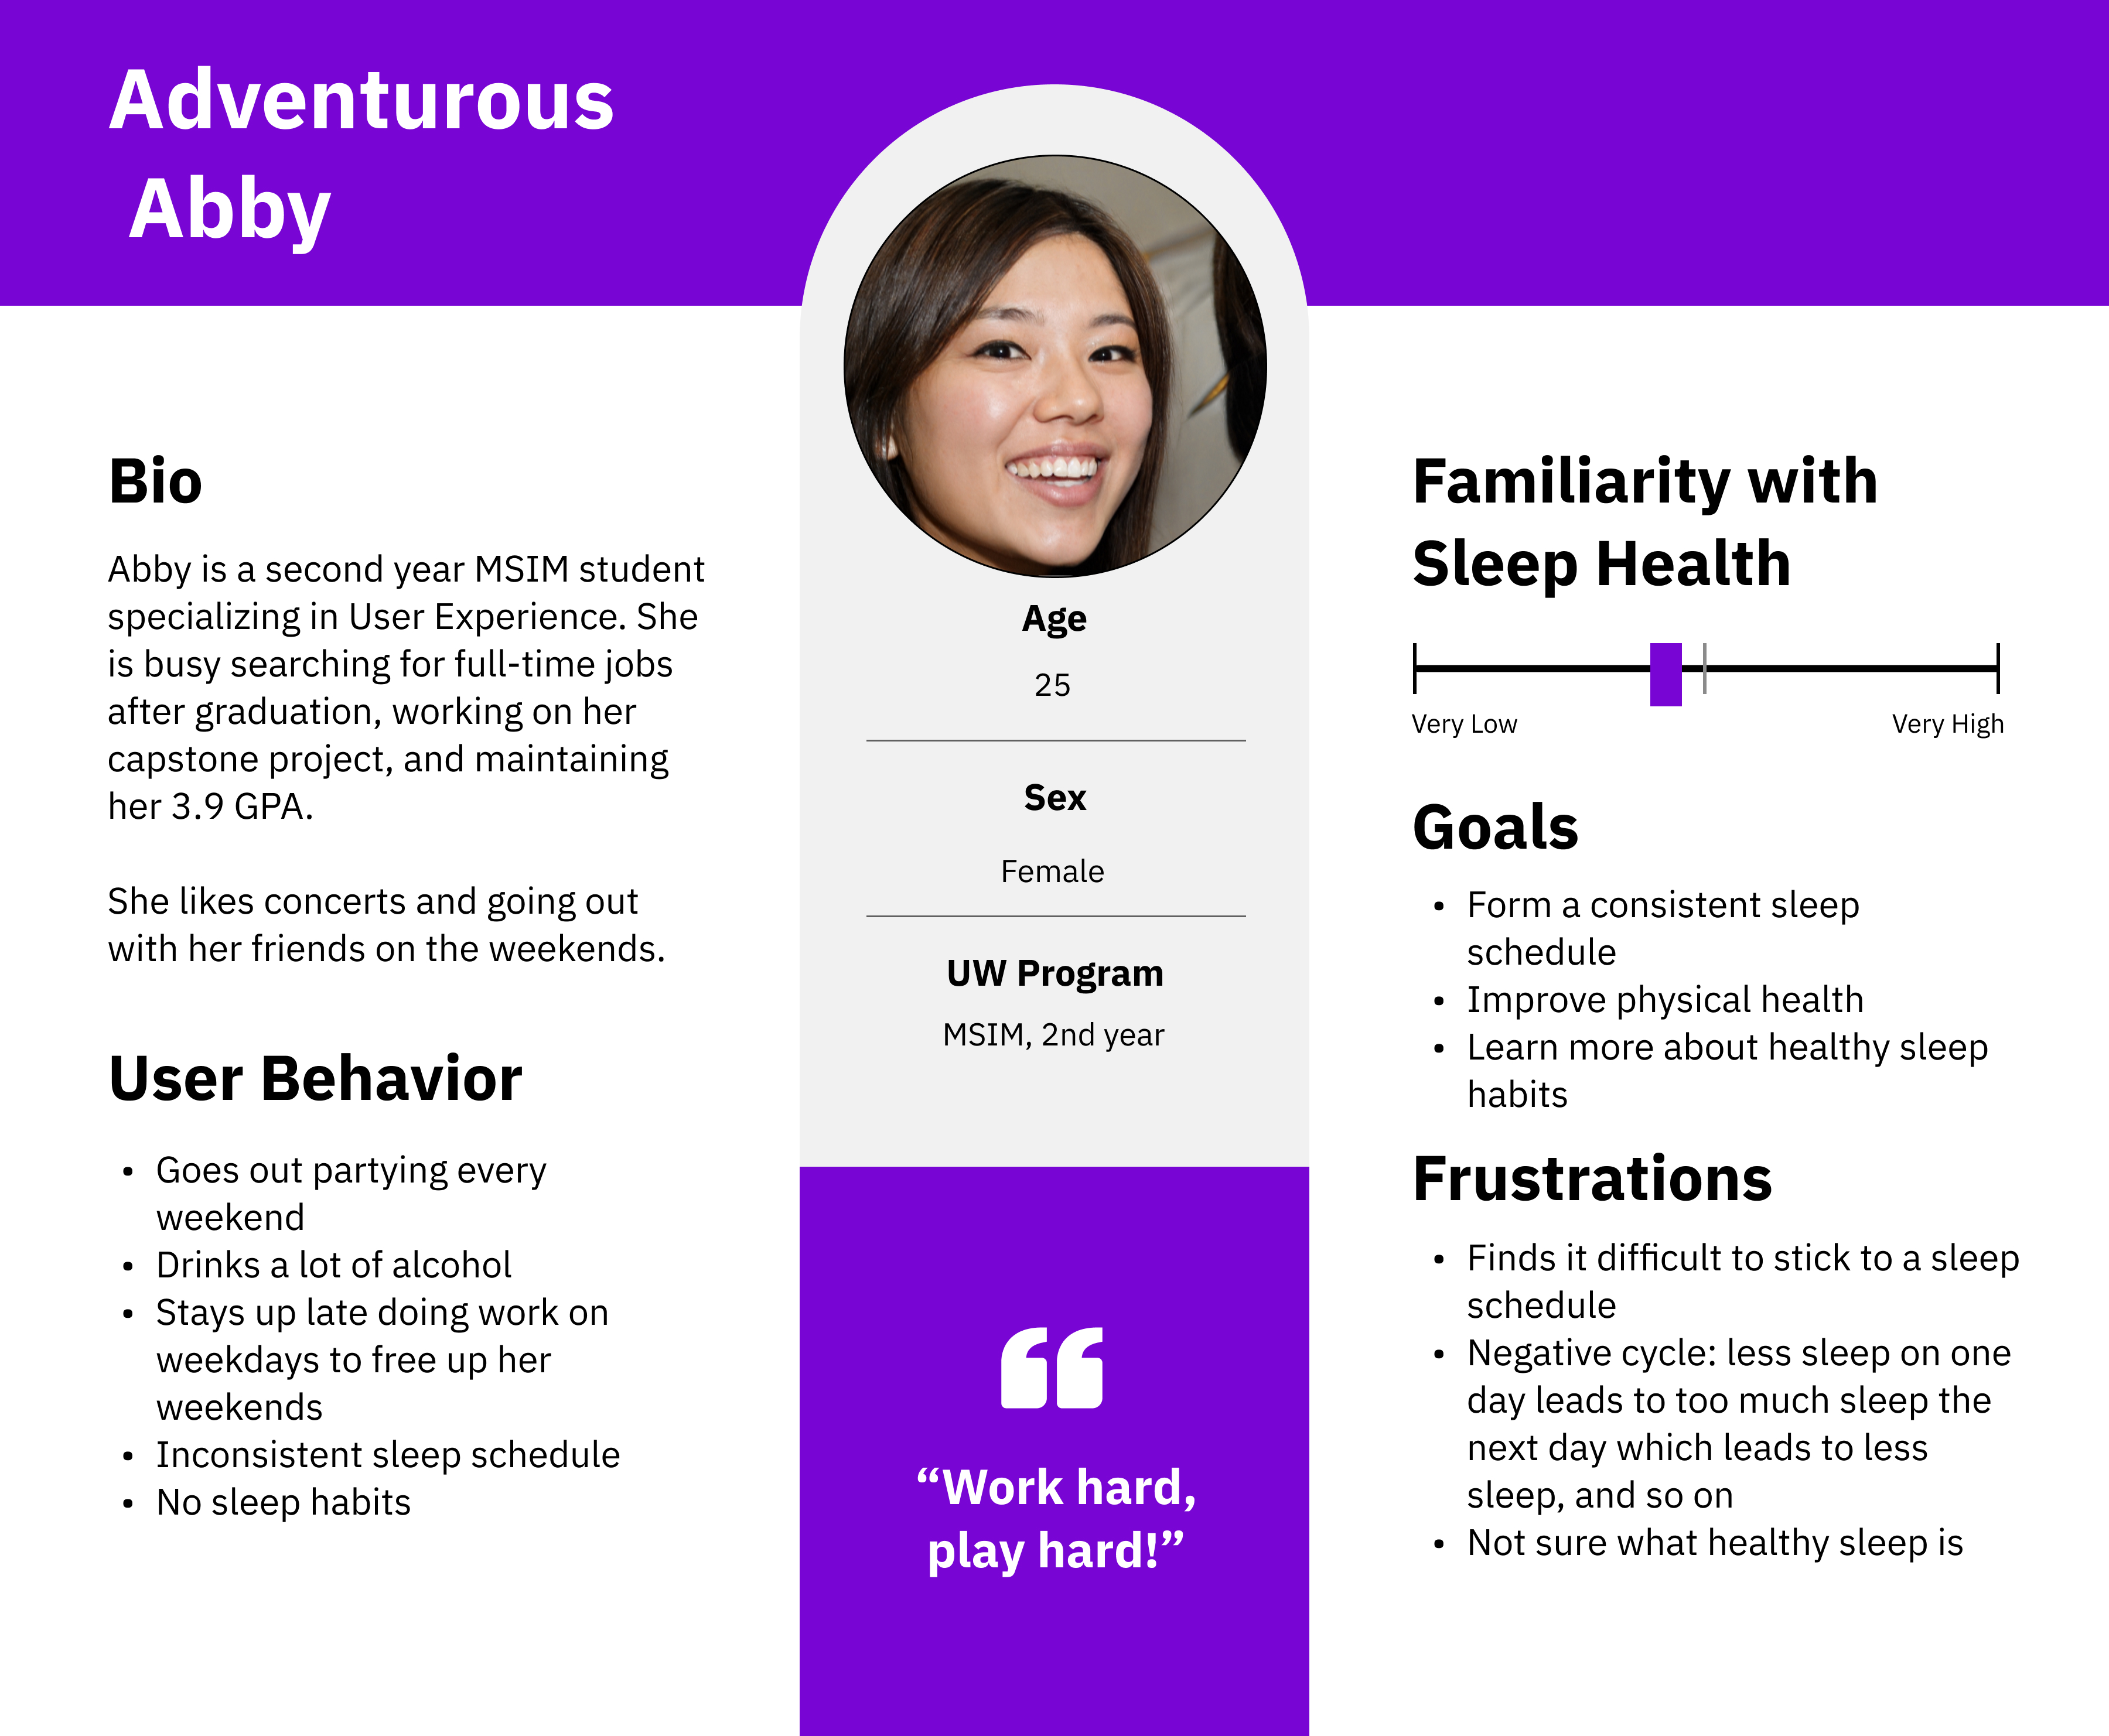 Adventurous
Abby
Bio
Abby is a second year MSIM student
specializing in User Experience. She
is busy searching for full-time jobs
after graduation, working on her
capstone project, and maintaining
her 3.9 GPA.
She likes concerts and going out
with her friends on the weekends.
User Behavior
• Goes out partying every
weekend
• Drinks a lot of alcohol
• Stays up late doing work on
weekdays to free up her
weekends
• Inconsistent sleep schedule
• No sleep habits
Age
25
Sex
Female
UW Program
MSIM, 2nd year
“Work hard,
play hard!”
Familiarity with
Sleep Health
Very Low
Very High
Goals
• Form a consistent sleep
schedule
• Improve physical health
• Learn more about healthy sleep
habits
Frustrations
• Finds it difficult to stick to a sleep
schedule
• Negative cycle: less sleep on one
day leads to too much sleep the
next day which leads to less
sleep, and so on
• Not sure what healthy sleep is